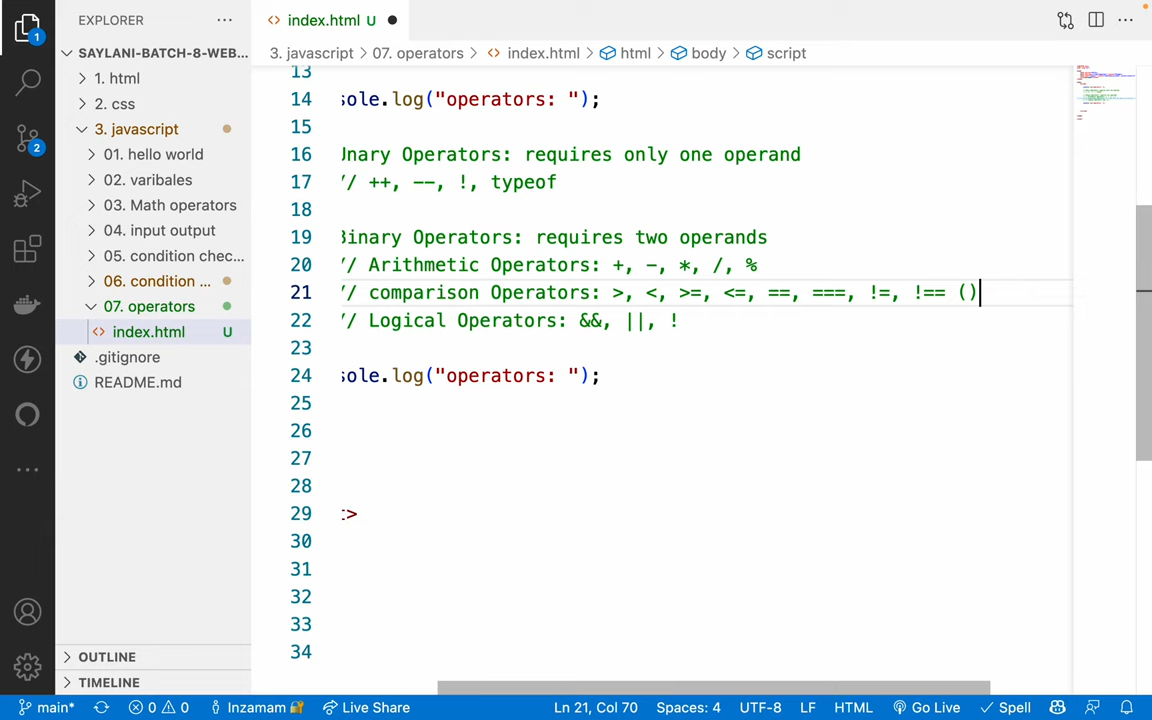 EXPLORER
index.html U
1
SAYLANI-BATCH-8-WEB...
3. javascript > 07. operators > index.html > html > body > script
1. html
2. css
3. javascript
2
01. hello world
02. varibales
03. Math operators
04. input output
05. condition chec...
06. condition ...
07. operators
index.html U
.gitignore
README.md
13
14 sole.log("operators: ");
15
16 Unary Operators: requires only one operand
17 // ++, --, !, typeof
18
19 Binary Operators: requires two operands
20 // Arithmetic Operators: +, -, *, /, %
21 // comparison Operators: >, <, >=, <=, ==, ===, !=, !== ()
22 // Logical Operators: &&, ||, !
23
24 sole.log("operators: ");
25
26
27
28
29 t>
30
31
32
33
34
OUTLINE
TIMELINE
main* 0 0 Inzamam Live Share Ln 21, Col 70 Spaces: 4 UTF-8 LF HTML Go Live Spell